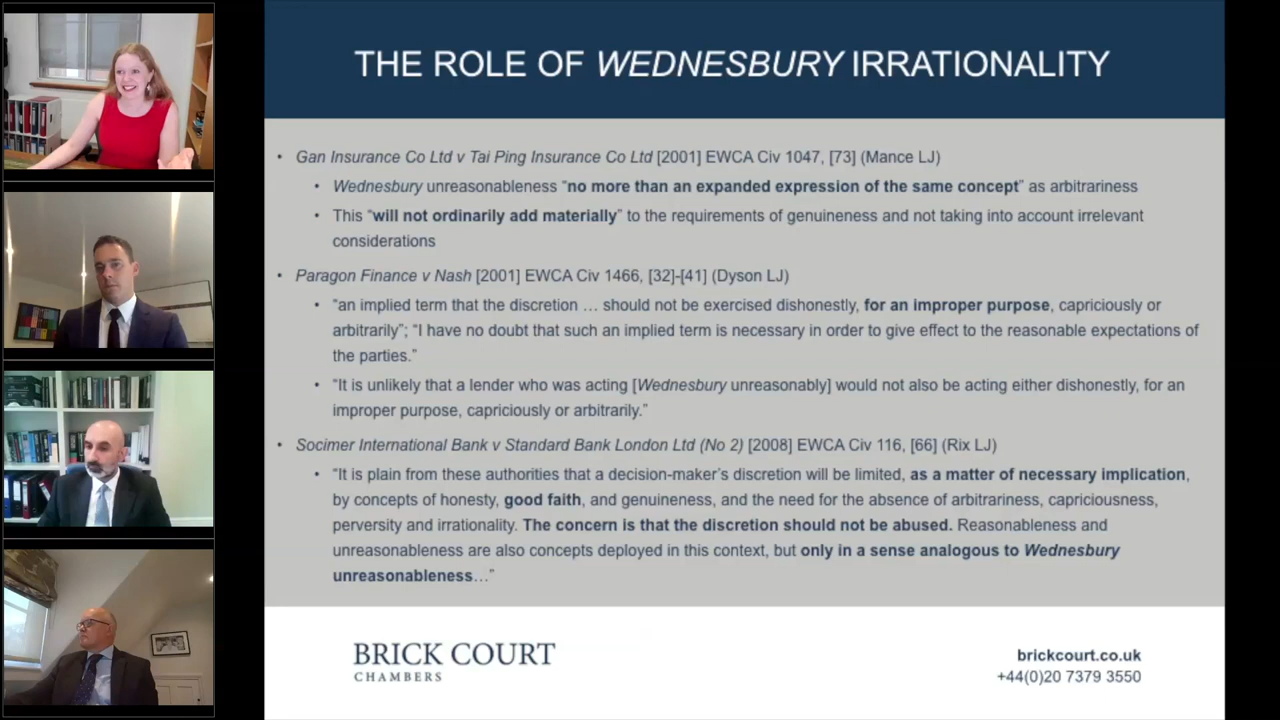 THE ROLE OF WEDNESBURY IRRATIONALITY
• Gan Insurance Co Ltd v Tai Ping Insurance Co Ltd [2001] EWCA Civ 1047, [73] (Mance LJ)
• Wednesbury unreasonableness “no more than an expanded expression of the same concept” as arbitrariness
• This “will not ordinarily add materially” to the requirements of genuineness and not taking into account irrelevant
considerations
• Paragon Finance v Nash [2001] EWCA Civ 1466, [32]-[41] (Dyson LJ)
• “an implied term that the discretion … should not be exercised dishonestly, for an improper purpose, capriciously or
arbitrarily”; “I have no doubt that such an implied term is necessary in order to give effect to the reasonable expectations of
the parties.”
• “It is unlikely that a lender who was acting [Wednesbury unreasonably] would not also be acting either dishonestly, for an
improper purpose, capriciously or arbitrarily.”
• Socimer International Bank v Standard Bank London Ltd (No 2) [2008] EWCA Civ 116, [66] (Rix LJ)
• “It is plain from these authorities that a decision-maker’s discretion will be limited, as a matter of necessary implication,
by concepts of honesty, good faith, and genuineness, and the need for the absence of arbitrariness, capriciousness,
perversity and irrationality. The concern is that the discretion should not be abused. Reasonableness and
unreasonableness are also concepts deployed in this context, but only in a sense analogous to Wednesbury
unreasonableness…”
BRICK COURT
CHAMBERS
brickcourt.co.uk
+44(0)20 7379 3550